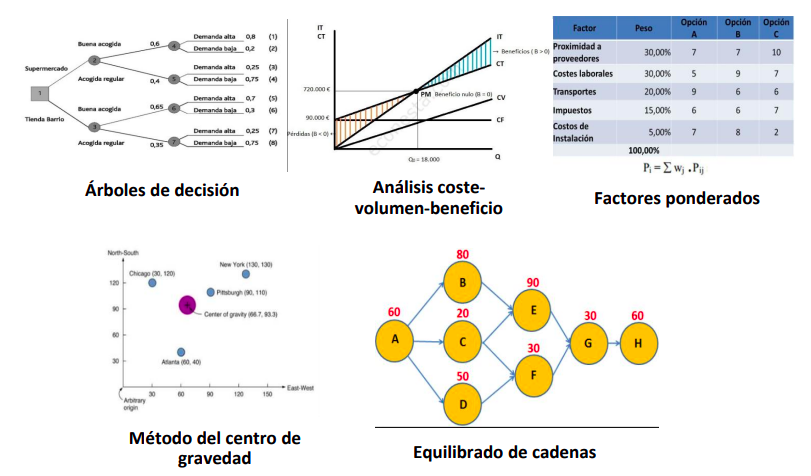 Supermercado
Tienda Barrio
1
Buena acogida
0,6
2
Acogida regular
0,4
Buena acogida
0,65
3
Acogida regular
0,35
4
Demanda alta 0,8 (1)
Demanda baja 0,2 (2)
5
Demanda alta 0,25 (3)
Demanda baja 0,75 (4)
6
Demanda alta 0,7 (5)
Demanda baja 0,3 (6)
7
Demanda alta 0,25 (7)
Demanda baja 0,75 (8)
Árboles de decisión
IT
CT
IT
Beneficios ( B > 0)
CT
720.000 €
PM
Beneficio nulo (B = 0)
CV
90.000 €
CF
Pérdidas (B < 0)
Q₀ = 18.000
Q
Análisis coste-
volumen-beneficio
Factor Peso Opción A Opción B Opción C
Proximidad a proveedores 30,00% 7 7 10
Costes laborales 30,00% 5 9 7
Transportes 20,00% 9 6 6
Impuestos 15,00% 6 6 7
Costos de Instalación 5,00% 7 8 2
100,00%
Pi = ∑ wj . Pij
Factores ponderados
North-South
Chicago (30, 120)
New York (130, 130)
Pittsburgh (90, 110)
Center of gravity (66.7, 93.3)
Atlanta (60, 40)
120
90
60
30
30 60 90 120 150
East-West
Arbitrary
origin
Método del centro de
gravedad
60
A
80
B
20
C
50
D
90
E
30
F
30
G
60
H
Equilibrado de cadenas